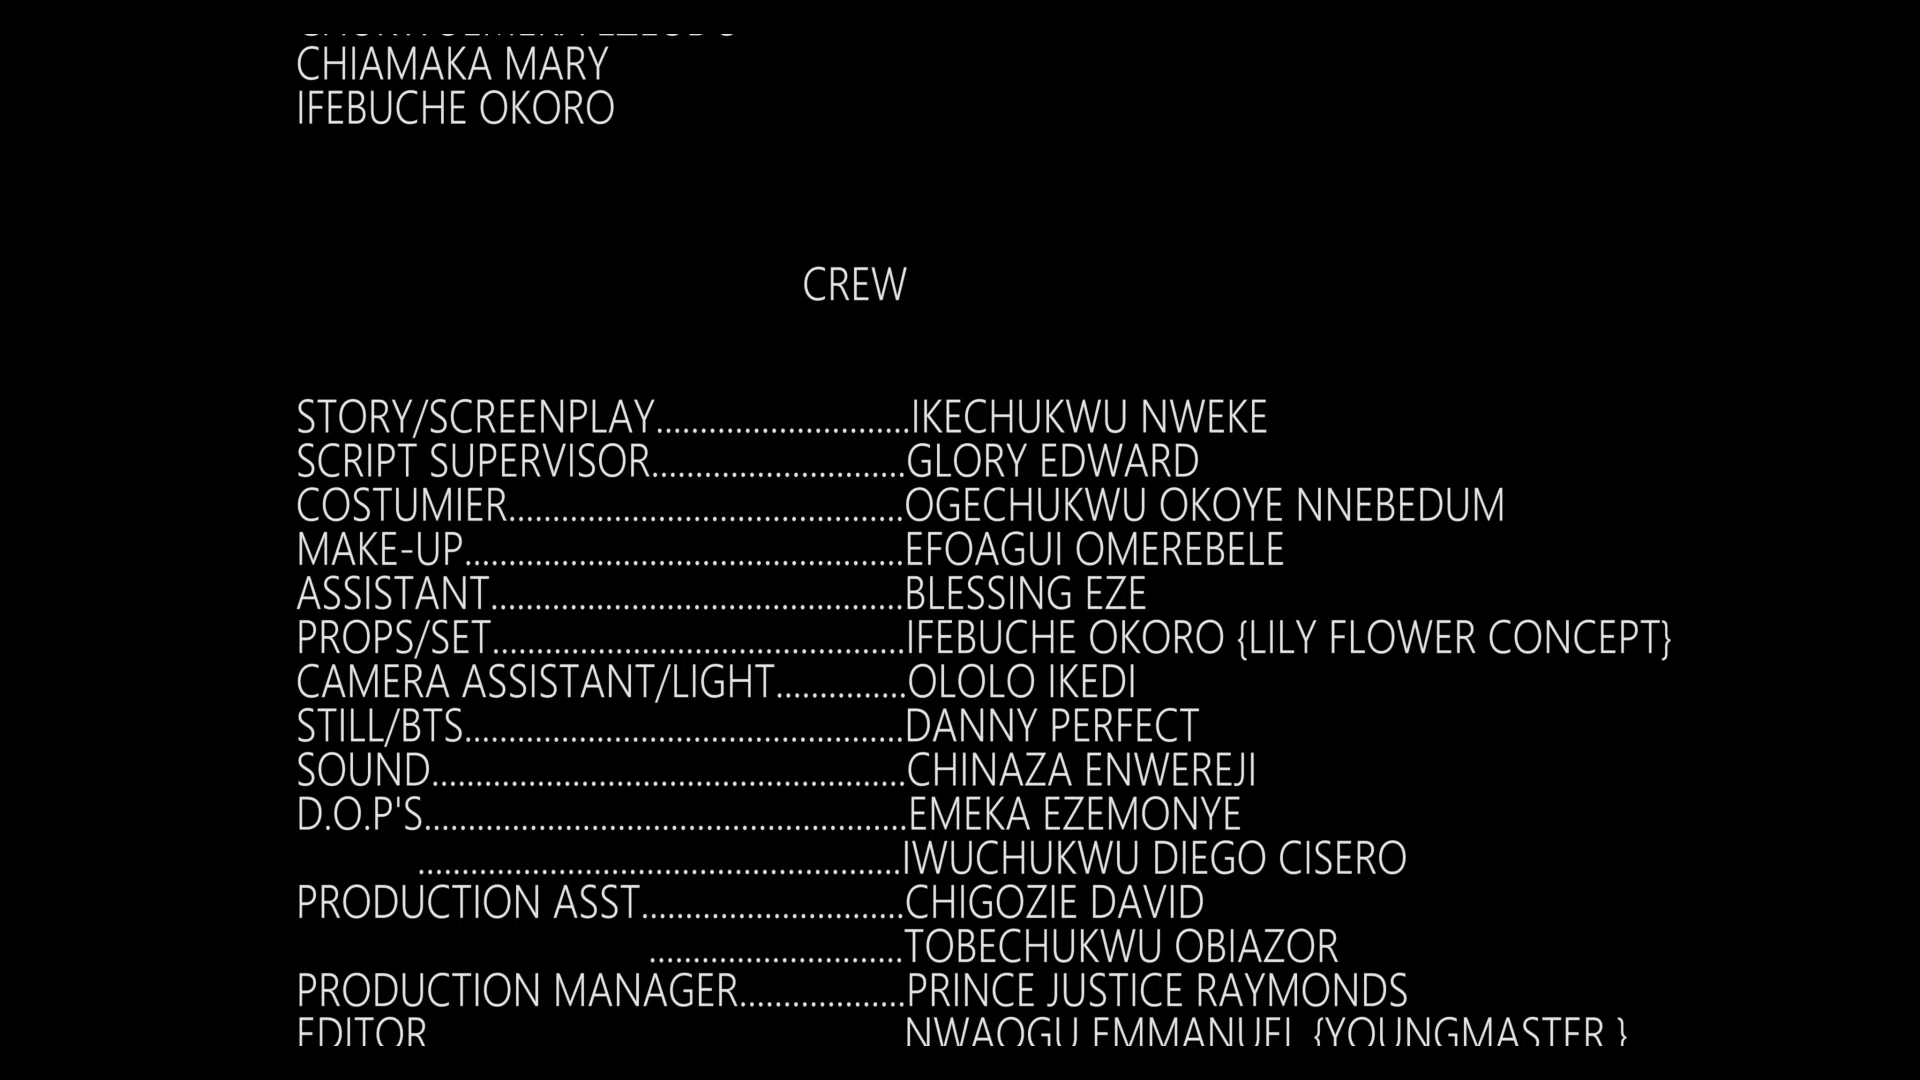 CHIAMAKA MARY
IFEBUCHE OKORO
CREW
STORY/SCREENPLAY.............................IKECHUKWU NWEKE
SCRIPT SUPERVISOR.............................GLORY EDWARD
COSTUMIER.............................................OGECHUKWU OKOYE NNEBEDUM
MAKE-UP..................................................EFOAGUI OMEREBELE
ASSISTANT...............................................BLESSING EZE
PROPS/SET...............................................IFEBUCHE OKORO {LILY FLOWER CONCEPT}
CAMERA ASSISTANT/LIGHT...............OLOLO IKEDI
STILL/BTS..................................................DANNY PERFECT
SOUND......................................................CHINAZA ENWEREJI
D.O.P'S.......................................................EMEKA EZEMONYE
.......................................................IWUCHUKWU DIEGO CISERO
PRODUCTION ASST..............................CHIGOZIE DAVID
.............................TOBECHUKWU OBIAZOR
PRODUCTION MANAGER...................PRINCE JUSTICE RAYMONDS
EDITOR NWAOGU EMMANUEL {YOUNGMASTER }